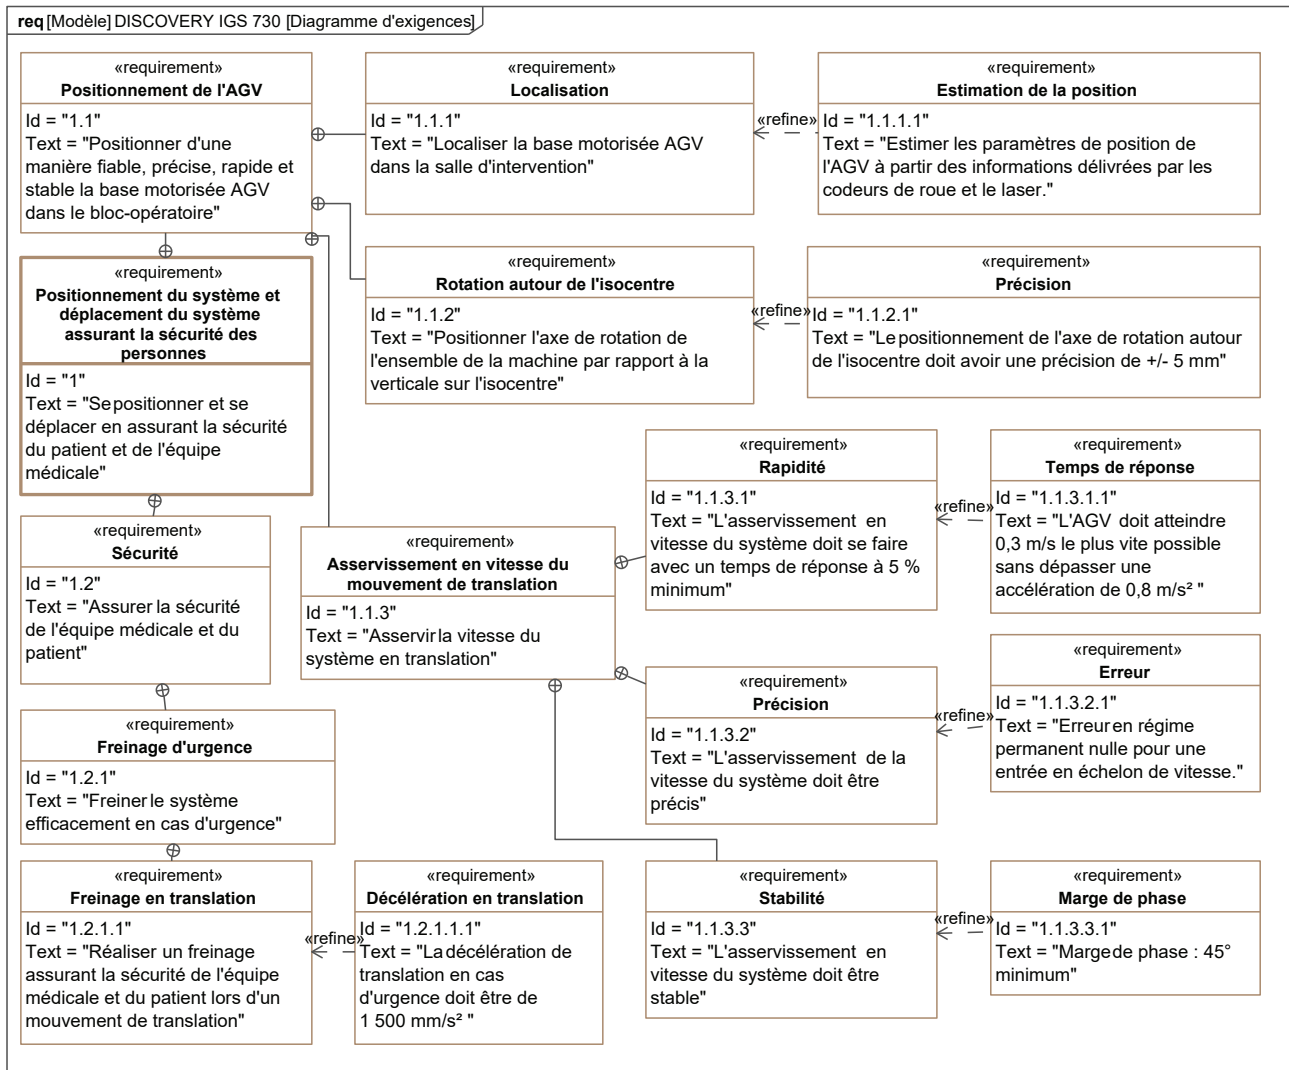 req [Modèle] DISCOVERY IGS 730 [Diagramme d'exigences]
«requirement»
Positionnement de l'AGV
Id = "1.1"
Text = "Positionner d'une
manière fiable, précise, rapide et
stable la base motorisée AGV
dans le bloc-opératoire"
«requirement»
Localisation
Id = "1.1.1"
Text = "Localiser la base motorisée AGV
dans la salle d'intervention"
«refine»
«requirement»
Estimation de la position
Id = "1.1.1.1"
Text = "Estimer les paramètres de position de
l'AGV à partir des informations délivrées par les
codeurs de roue et le laser."
«requirement»
Positionnement du système et
déplacement du système
assurant la sécurité des
personnes
Id = "1"
Text = "Se positionner et se
déplacer en assurant la sécurité
du patient et de l'équipe
médicale"
«requirement»
Rotation autour de l'isocentre
Id = "1.1.2"
Text = "Positionner l'axe de rotation de
l'ensemble de la machine par rapport à la
verticale sur l'isocentre"
«refine»
«requirement»
Précision
Id = "1.1.2.1"
Text = "Le positionnement de l'axe de rotation autour
de l'isocentre doit avoir une précision de +/- 5 mm"
«requirement»
Rapidité
Id = "1.1.3.1"
Text = "L'asservissement en
vitesse du système doit se faire
avec un temps de réponse à 5 %
minimum"
«refine»
«requirement»
Temps de réponse
Id = "1.1.3.1.1"
Text = "L'AGV doit atteindre
0,3 m/s le plus vite possible
sans dépasser une
accélération de 0,8 m/s² "
«requirement»
Sécurité
Id = "1.2"
Text = "Assurer la sécurité
de l'équipe médicale et du
patient"
«requirement»
Asservissement en vitesse du
mouvement de translation
Id = "1.1.3"
Text = "Asservir la vitesse du
système en translation"
«requirement»
Précision
Id = "1.1.3.2"
Text = "L'asservissement de la
vitesse du système doit être
précis"
«refine»
«requirement»
Erreur
Id = "1.1.3.2.1"
Text = "Erreur en régime
permanent nulle pour une
entrée en échelon de vitesse."
«requirement»
Freinage d'urgence
Id = "1.2.1"
Text = "Freiner le système
efficacement en cas d'urgence"
«requirement»
Freinage en translation
Id = "1.2.1.1"
Text = "Réaliser un freinage
assurant la sécurité de l'équipe
médicale et du patient lors d'un
mouvement de translation"
«refine»
«requirement»
Décélération en translation
Id = "1.2.1.1.1"
Text = "La décélération de
translation en cas
d'urgence doit être de
1 500 mm/s² "
«requirement»
Stabilité
Id = "1.1.3.3"
Text = "L'asservissement en
vitesse du système doit être
stable"
«refine»
«requirement»
Marge de phase
Id = "1.1.3.3.1"
Text = "Marge de phase : 45°
minimum"